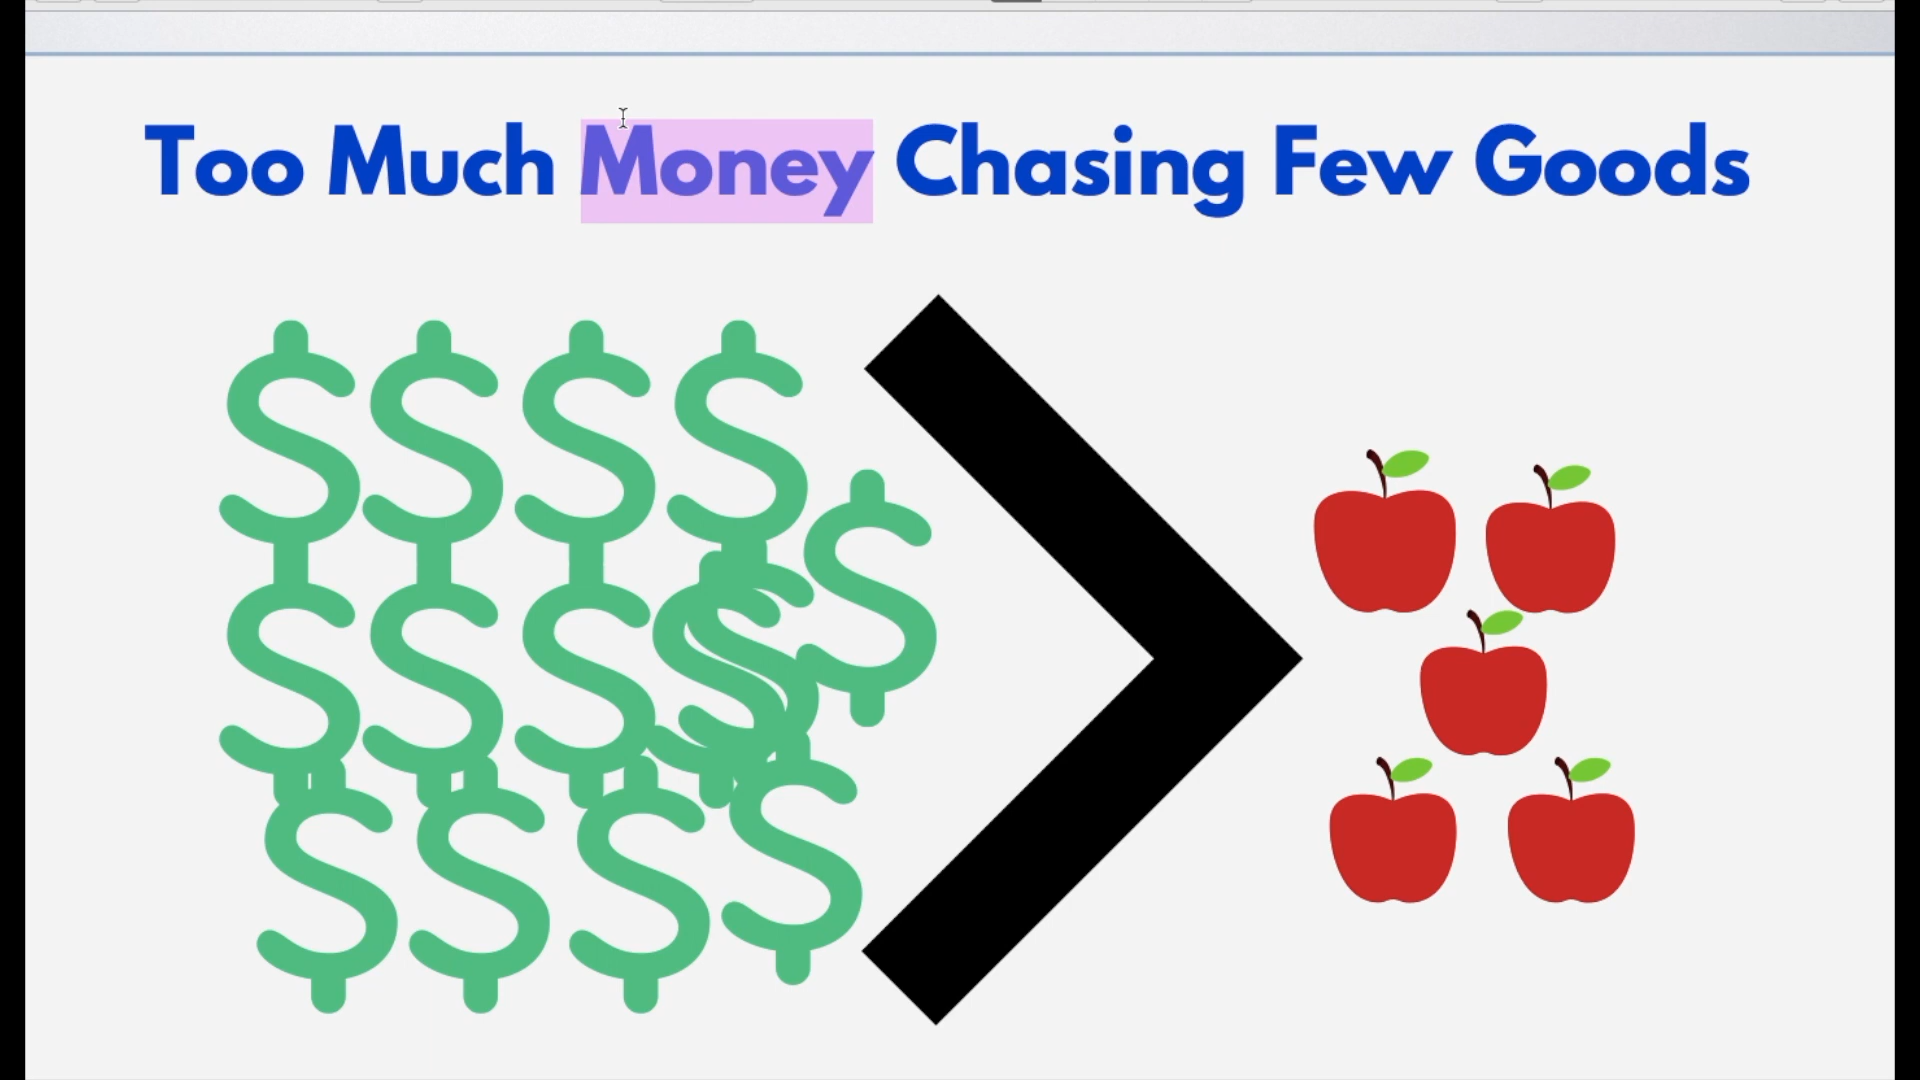 Too Much Money Chasing Few Goods
$ $ $ $
$
$ $ $ $ $
$ $ $ $
>